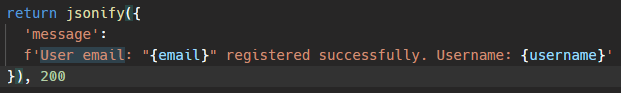 return jsonify({
'message':
f'User email: "{email}" registered successfully. Username: {username}'
}), 200